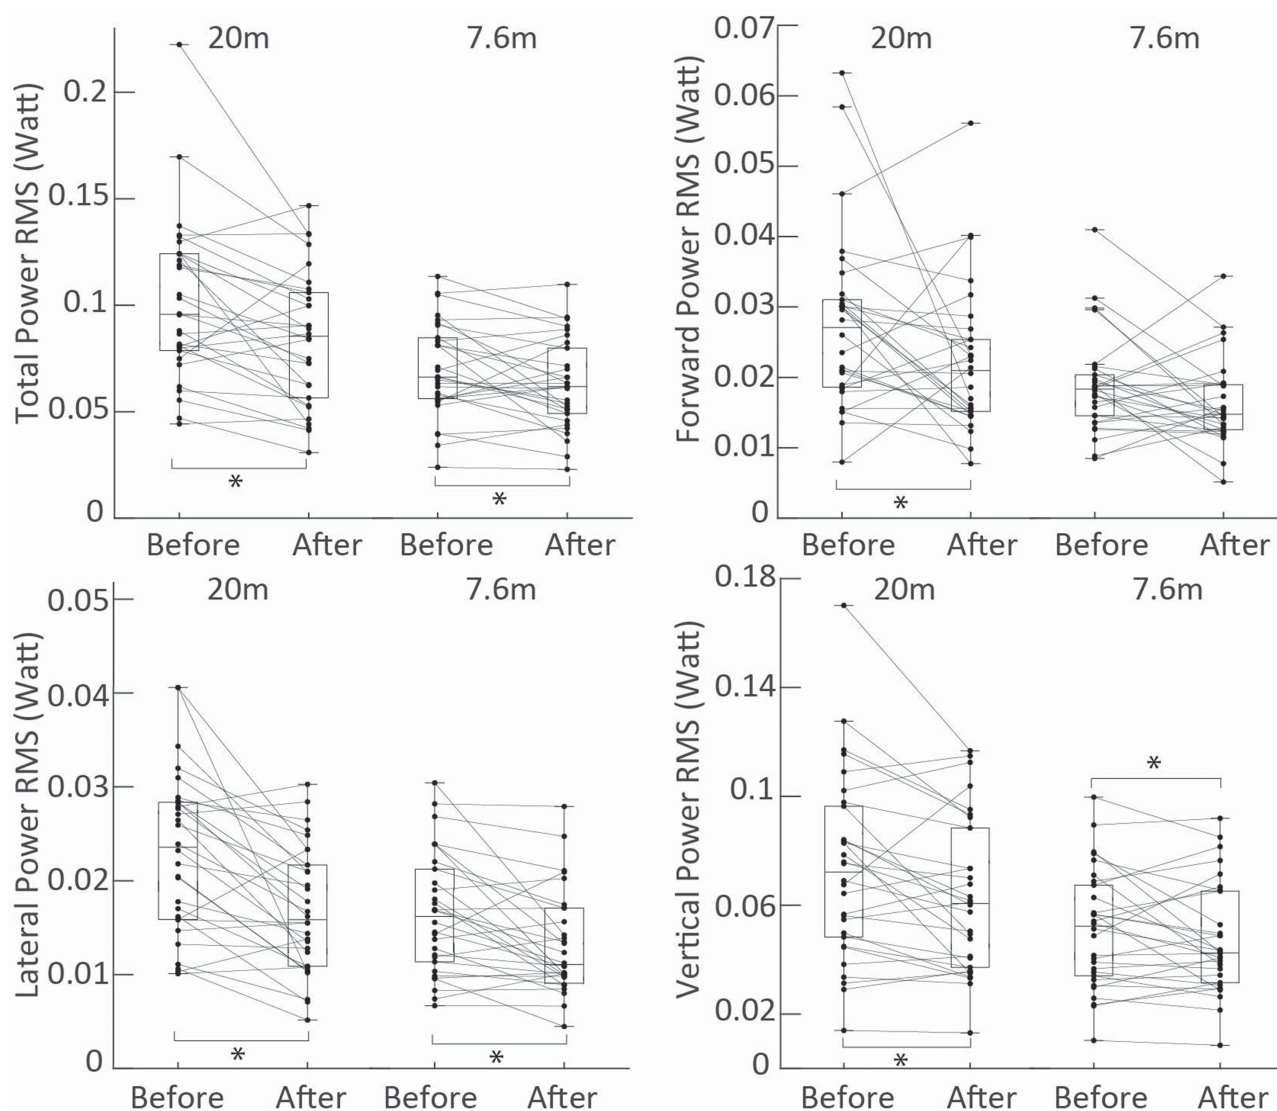 20m 7.6m
Total Power RMS (Watt)
0.2
0.15
0.1
0.05
0
*
*
Before After Before After
20m 7.6m
Forward Power RMS (Watt)
0.07
0.06
0.05
0.04
0.03
0.02
0.01
0
*
Before After Before After
20m 7.6m
Lateral Power RMS (Watt)
0.05
0.04
0.03
0.02
0.01
0
*
*
Before After Before After
20m 7.6m
Vertical Power RMS (Watt)
0.18
0.14
0.1
0.06
0.02
0
*
*
Before After Before After